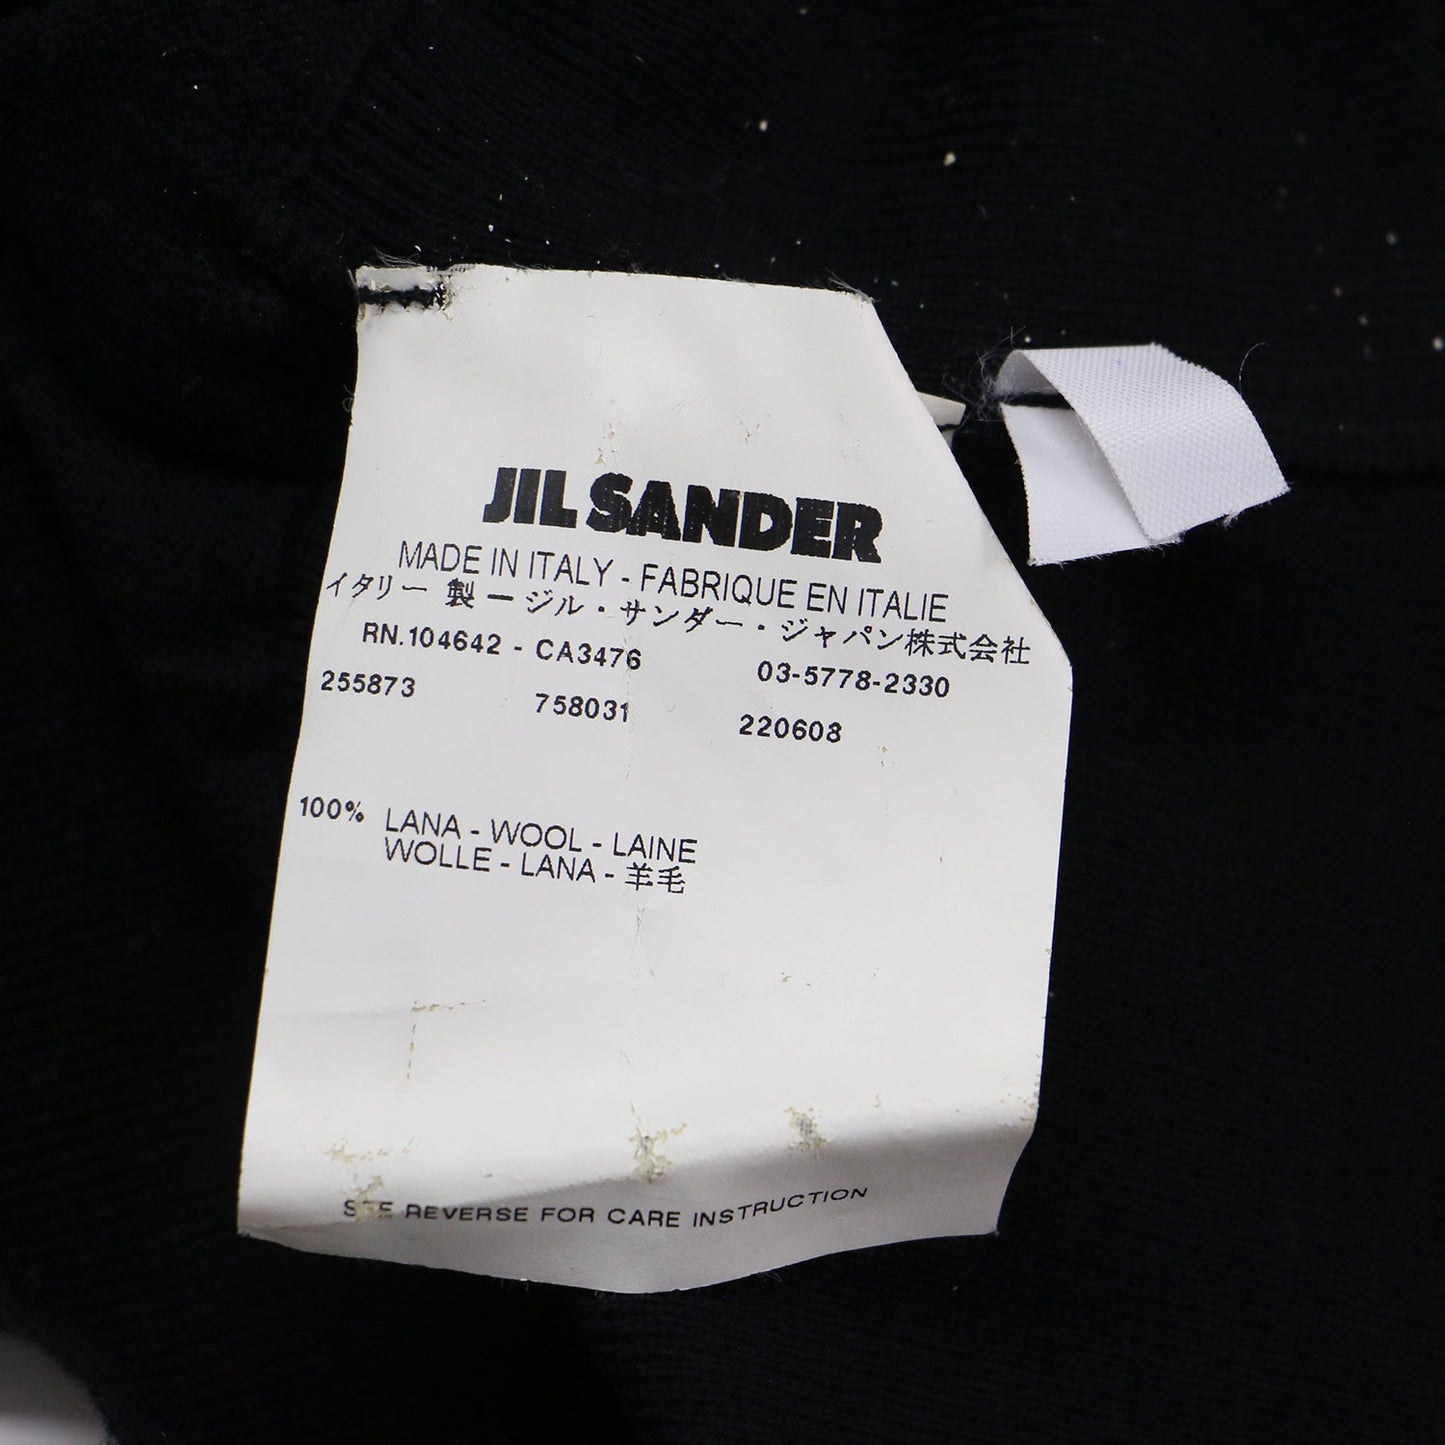 JIL SANDER
MADE IN ITALY - FABRIQUE EN ITALIE
イタリー 製 ー ジル・サンダー・ジャパン株式会社
RN.104642 - CA3476 03-5778-2330
255873 758031 220608
100% LANA - WOOL - LAINE
WOLLE - LANA - 羊毛
SEE REVERSE FOR CARE INSTRUCTION